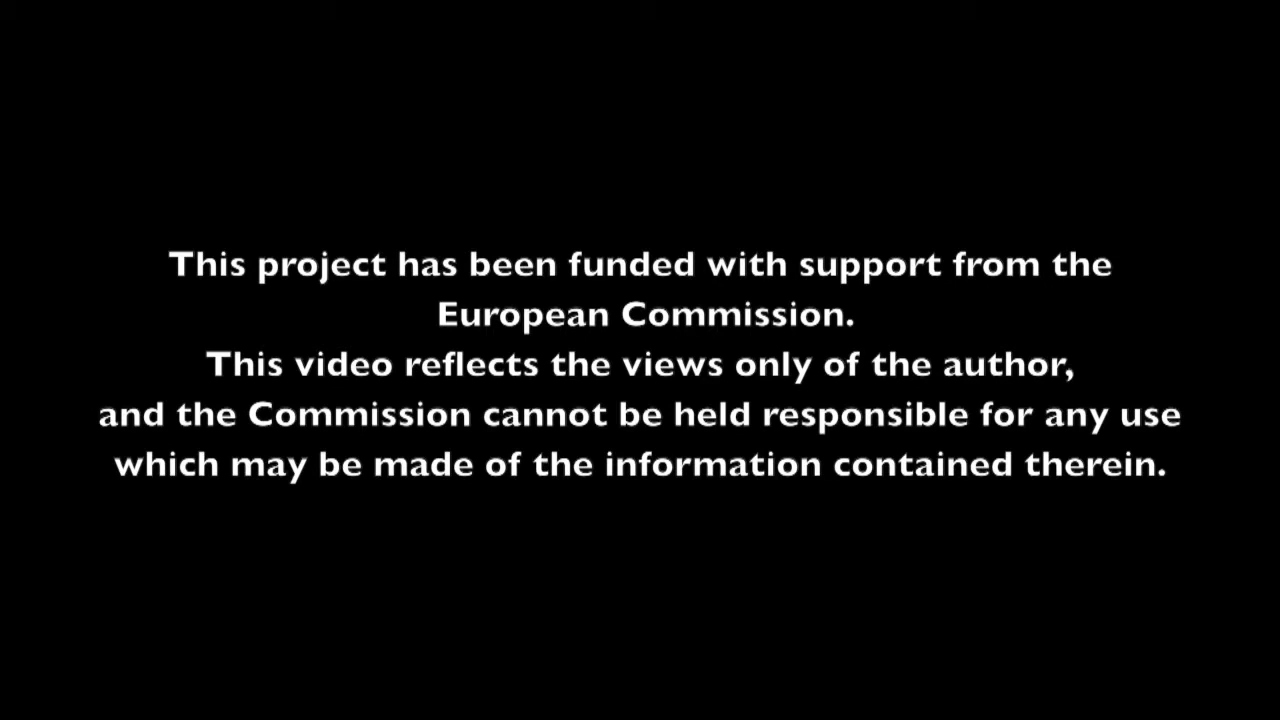 This project has been funded with support from the
European Commission.
This video reflects the views only of the author,
and the Commission cannot be held responsible for any use
which may be made of the information contained therein.